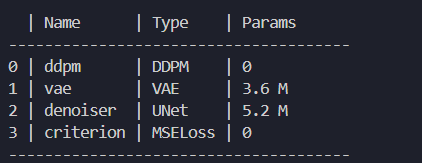 | Name      | Type    | Params
--------------------------------------
0 | ddpm      | DDPM    | 0
1 | vae       | VAE     | 3.6 M
2 | denoiser  | UNet    | 5.2 M
3 | criterion | MSELoss | 0
--------------------------------------